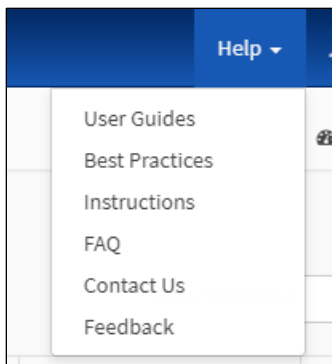 Help
User Guides
Best Practices
Instructions
FAQ
Contact Us
Feedback